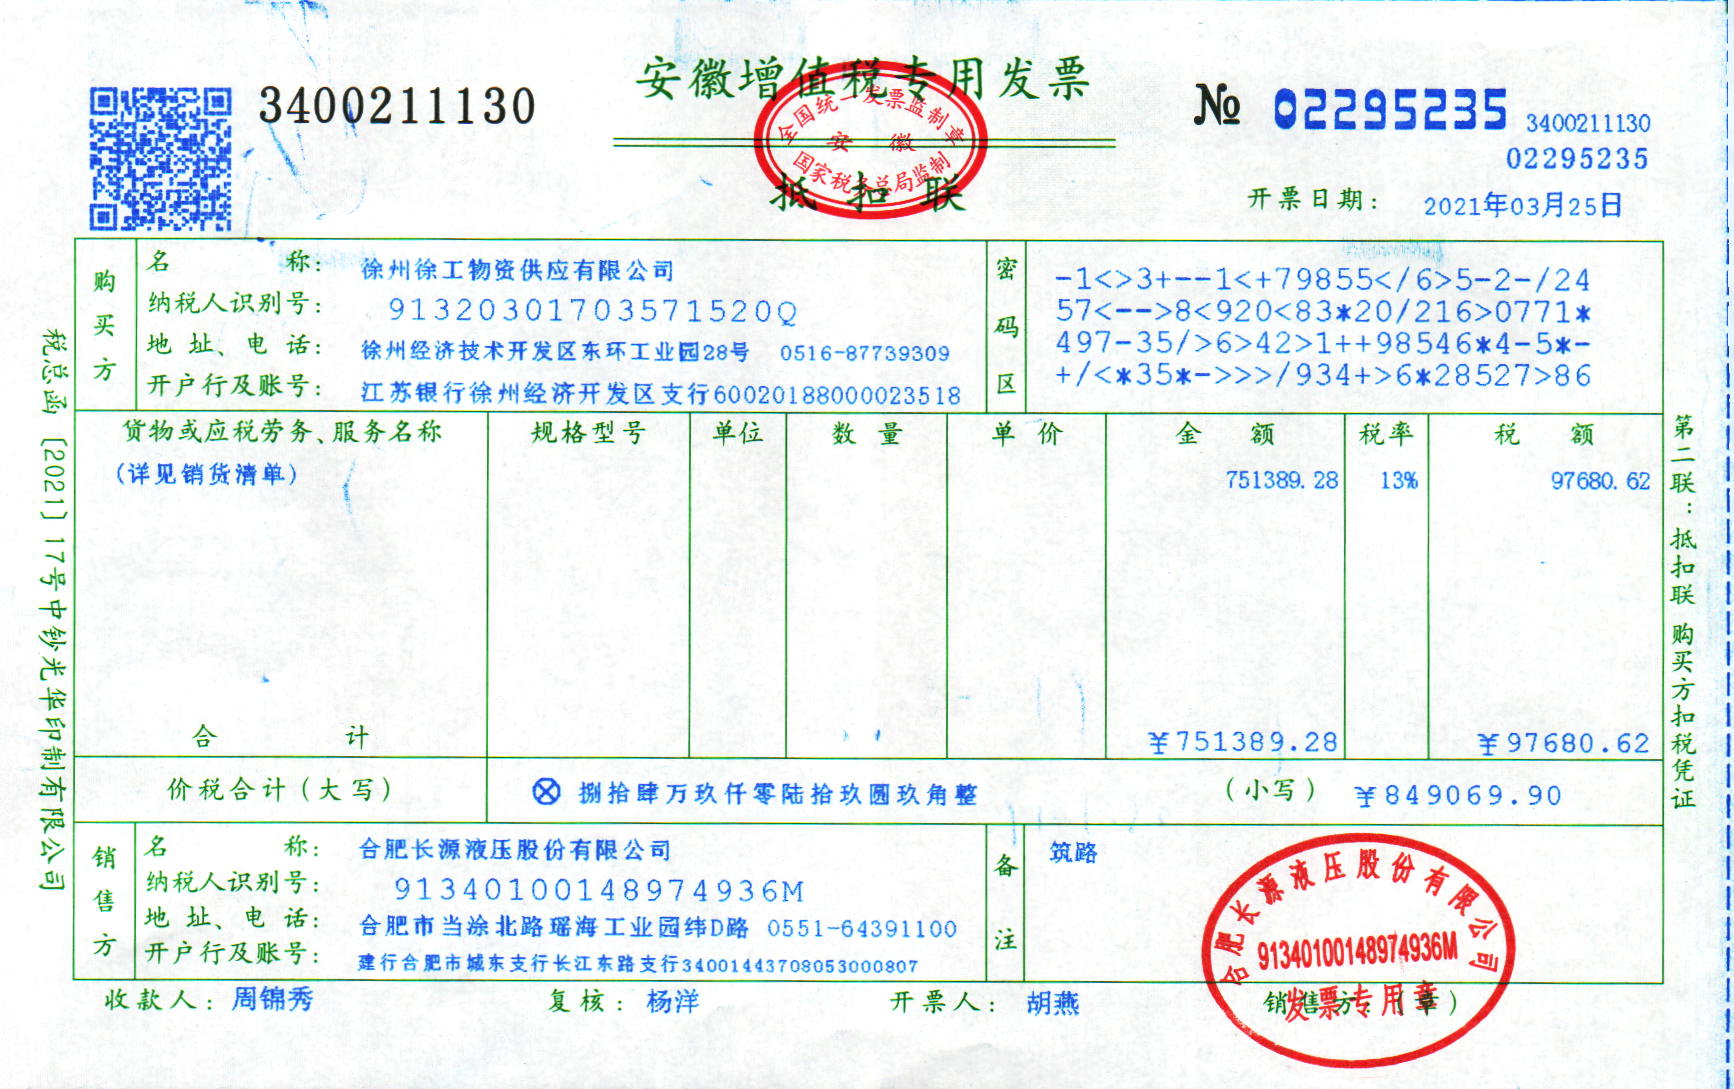 3400211130
安徽增值税专用发票
全国统一发票监制章
安 徽
国家税务总局监制
抵扣联
№ 02295235
3400211130
02295235
开票日期： 2021年03月25日
税总函〔2021〕17号中钞光华印制有限公司
购买方
名 称： 徐州徐工物资供应有限公司
纳税人识别号： 91320301703571520Q
地址、电话： 徐州经济技术开发区东环工业园28号 0516-87739309
开户行及账号： 江苏银行徐州经济开发区支行60020188000023518
密码区
-1<>3+--1<+79855</6>5-2-/24
57<-->8<920<83*20/216>0771*
497-35/>6>42>1++98546*4-5*-
+/<*35*->>>/934+>6*28527>86
货物或应税劳务、服务名称 规格型号 单位 数量 单价 金额 税率 税额
(详见销货清单) 751389.28 13% 97680.62
合 计 ¥751389.28 ¥97680.62
价税合计（大写） ⊗ 捌拾肆万玖仟零陆拾玖圆玖角整 （小写） ¥849069.90
销售方
名 称： 合肥长源液压股份有限公司
纳税人识别号： 91340100148974936M
地址、电话： 合肥市当涂北路瑶海工业园纬D路 0551-64391100
开户行及账号： 建行合肥市城东支行长江东路支行34001443708053000807
备注
筑路
合肥长源液压股份有限公司
91340100148974936M
发票专用章
收款人： 周锦秀 复核： 杨洋 开票人： 胡燕 销售方：（章）
第二联：抵扣联 购买方扣税凭证